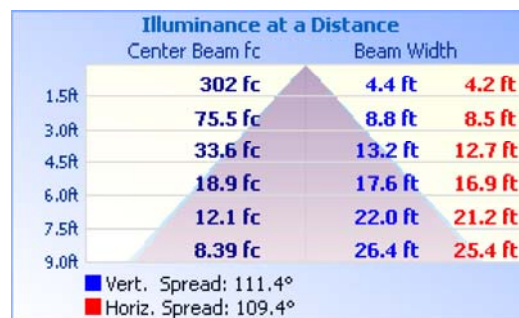 Illuminance at a Distance
Center Beam fc Beam Width
1.5ft 302 fc 4.4 ft 4.2 ft
3.0ft 75.5 fc 8.8 ft 8.5 ft
4.5ft 33.6 fc 13.2 ft 12.7 ft
6.0ft 18.9 fc 17.6 ft 16.9 ft
7.5ft 12.1 fc 22.0 ft 21.2 ft
9.0ft 8.39 fc 26.4 ft 25.4 ft
Vert. Spread: 111.4°
Horiz. Spread: 109.4°